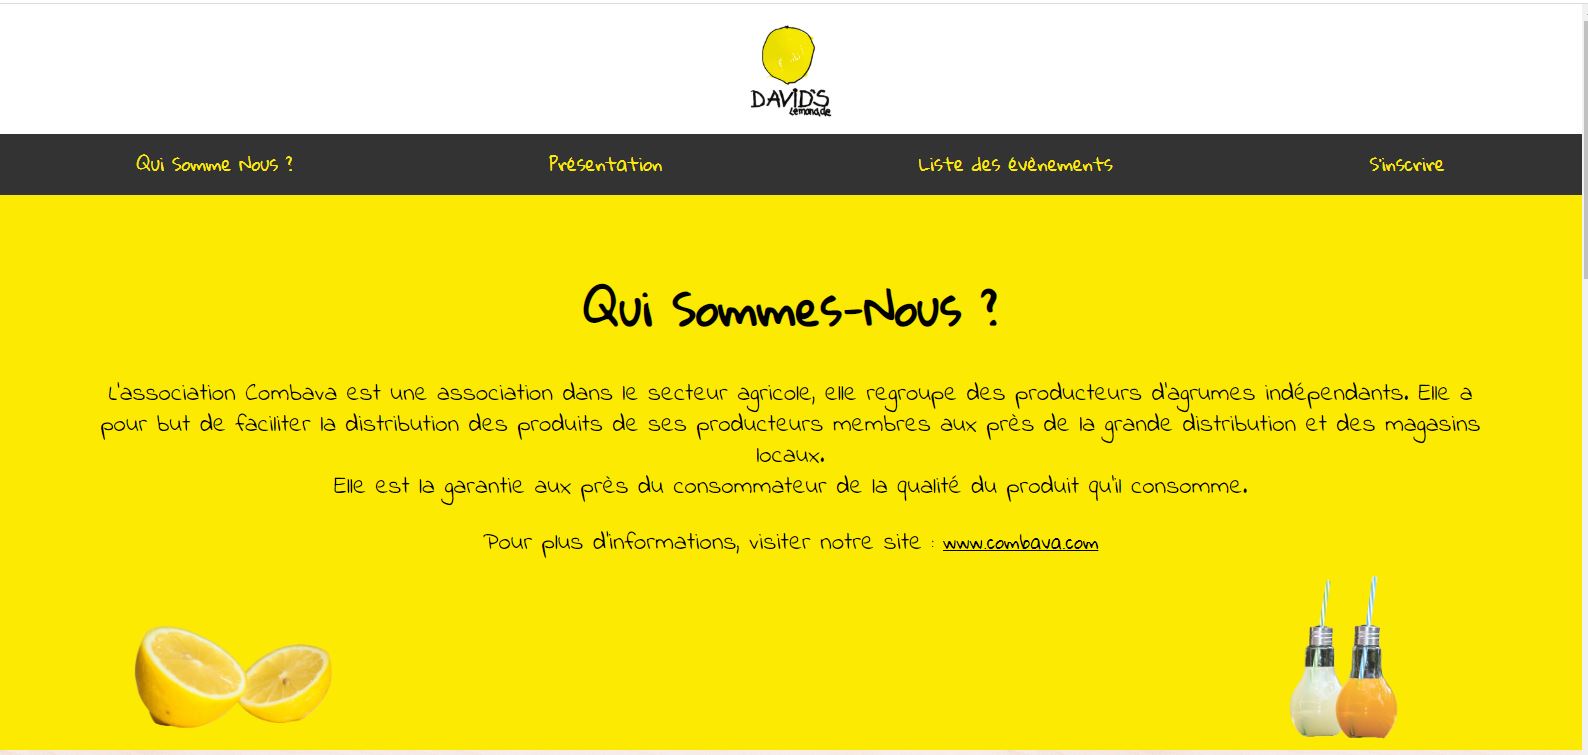 DAVID'S
Lemonade
Qui Somme Nous ?
Présentation
Liste des évènements
S'inscrire
Qui Sommes-Nous ?
L'association Combava est une association dans le secteur agricole, elle regroupe des producteurs d'agrumes indépendants. Elle a
pour but de faciliter la distribution des produits de ses producteurs membres aux près de la grande distribution et des magasins
locaux.
Elle est la garantie aux près du consommateur de la qualité du produit qu'il consomme.
Pour plus d'informations, visiter notre site : www.combava.com